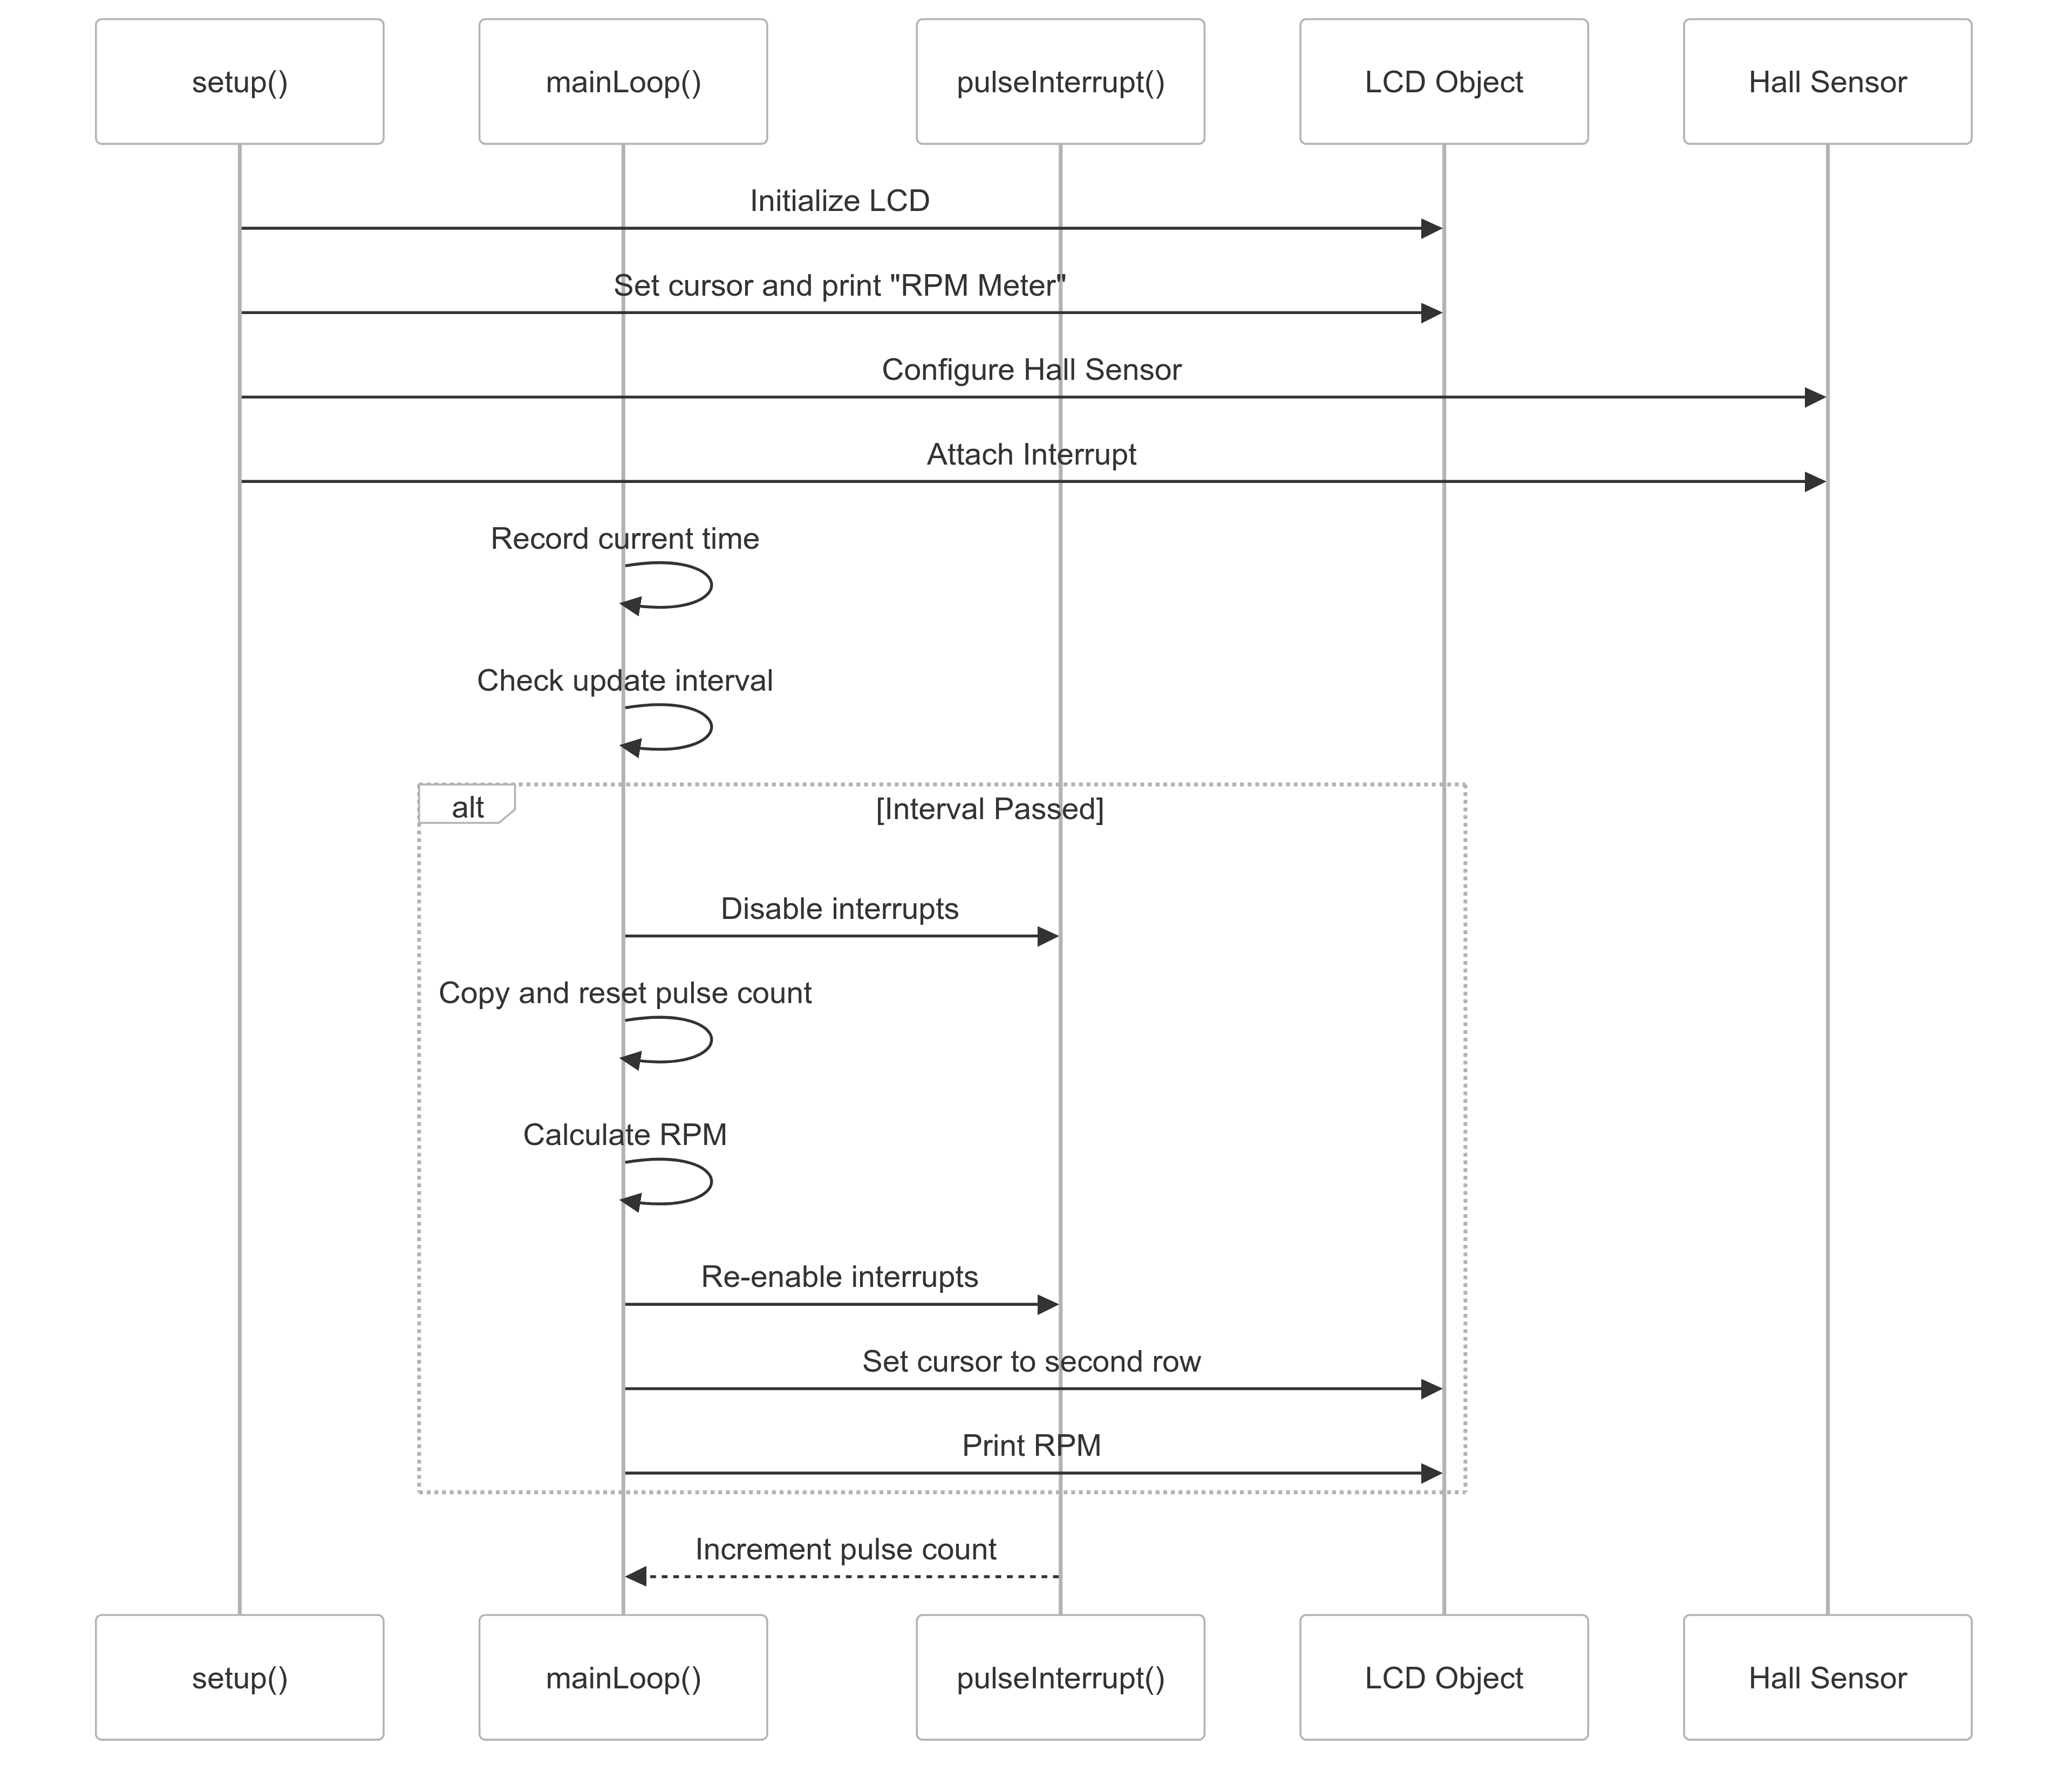 setup()
mainLoop()
pulseInterrupt()
LCD Object
Hall Sensor
Initialize LCD
Set cursor and print "RPM Meter"
Configure Hall Sensor
Attach Interrupt
Record current time
Check update interval
alt
[Interval Passed]
Disable interrupts
Copy and reset pulse count
Calculate RPM
Re-enable interrupts
Set cursor to second row
Print RPM
Increment pulse count
setup()
mainLoop()
pulseInterrupt()
LCD Object
Hall Sensor